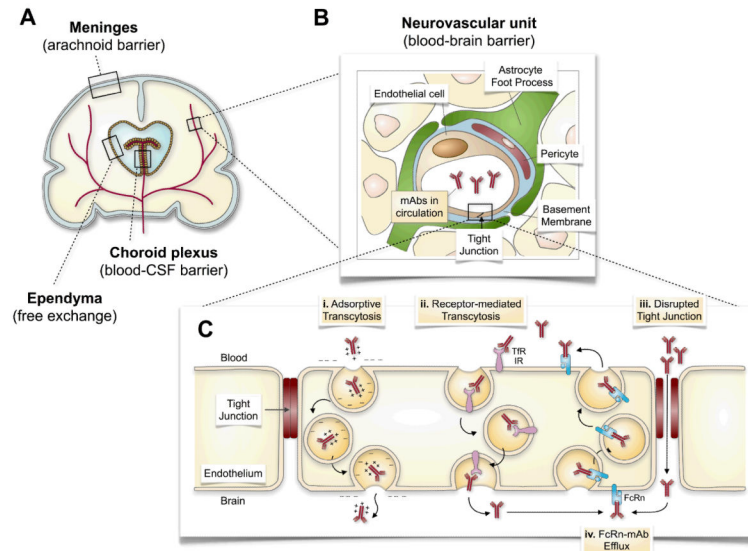 A
Meninges
(arachnoid barrier)
Choroid plexus
(blood-CSF barrier)
Ependyma
(free exchange)
B
Neurovascular unit
(blood-brain barrier)
Astrocyte
Foot Process
Endothelial cell
Pericyte
mAbs in
circulation
Basement
Membrane
Tight
Junction
C
i. Adsorptive
Transcytosis
ii. Receptor-mediated
Transcytosis
iii. Disrupted
Tight Junction
TfR
IR
Blood
Tight
Junction
Endothelium
Brain
FcRn
iv. FcRn-mAb
Efflux